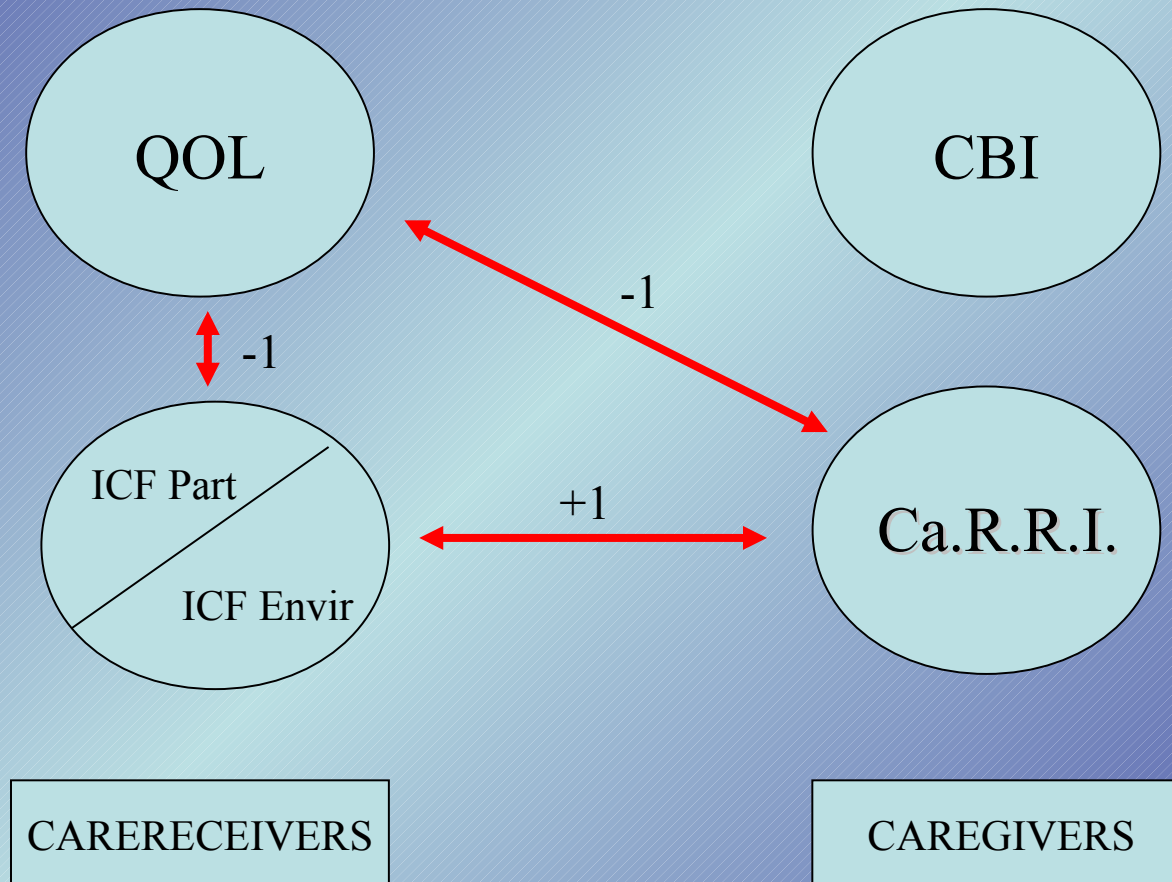 QOL
CBI
-1
-1
ICF Part
ICF Envir
+1
Ca.R.R.I.
CARERECEIVERS
CAREGIVERS